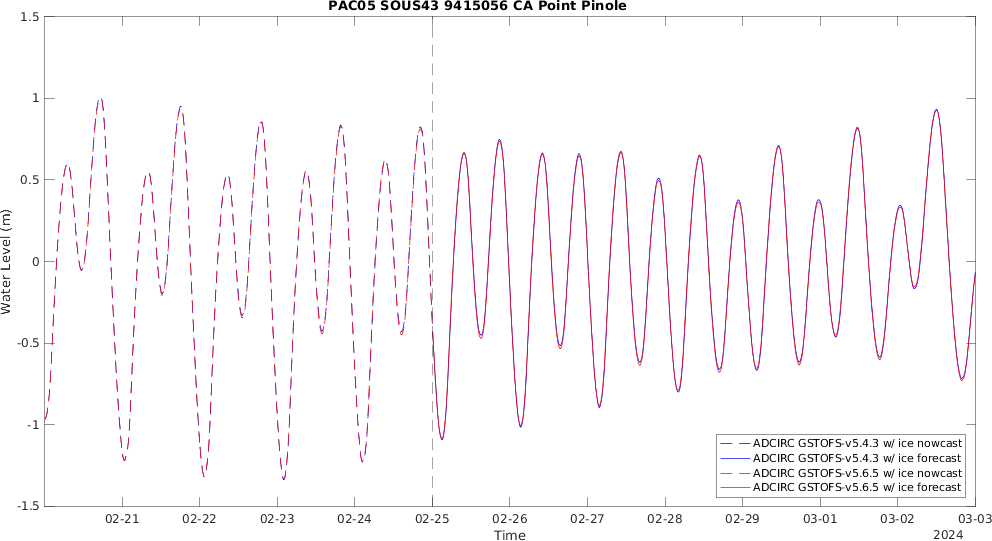 PAC05 SOUS43 9415056 CA Point Pinole
1.5
1
0.5
0
-0.5
-1
-1.5
Water Level (m)
02-21
02-22
02-23
02-24
02-25
02-26
02-27
02-28
02-29
03-01
03-02
03-03
Time
2024
ADCIRC GSTOFS-v5.4.3 w/ ice nowcast
ADCIRC GSTOFS-v5.4.3 w/ ice forecast
ADCIRC GSTOFS-v5.6.5 w/ ice nowcast
ADCIRC GSTOFS-v5.6.5 w/ ice forecast